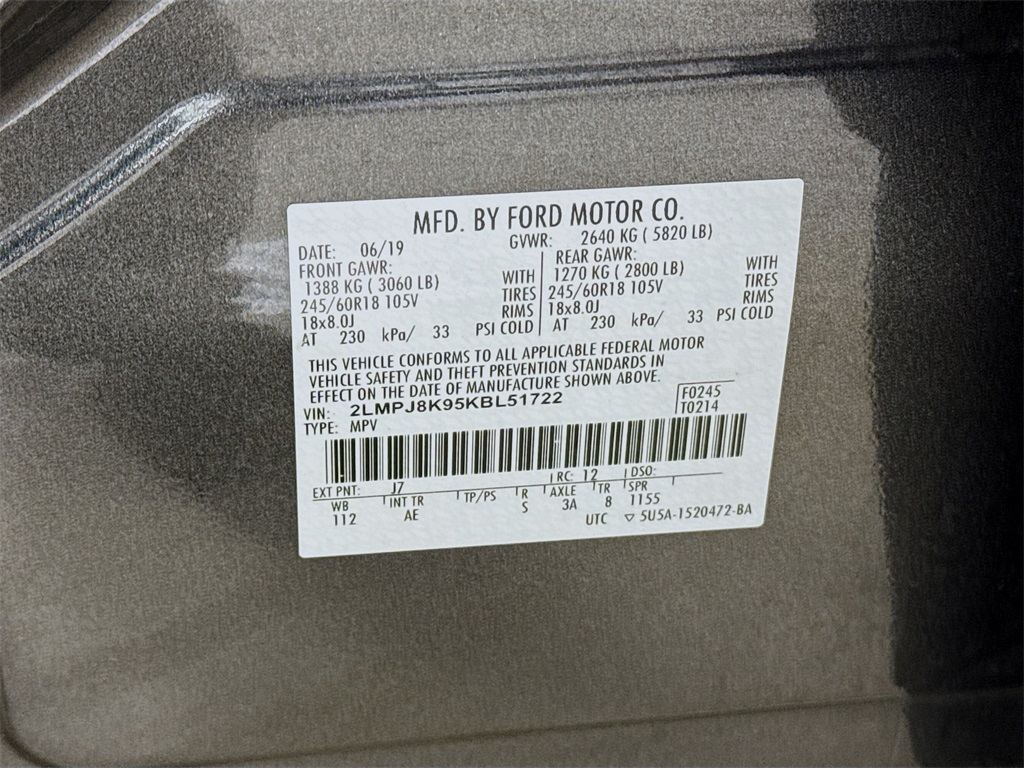 MFD. BY FORD MOTOR CO.
DATE: 06/19 GVWR: 2640 KG ( 5820 LB)
FRONT GAWR: REAR GAWR:
1388 KG ( 3060 LB) WITH 1270 KG ( 2800 LB) WITH
245/60R18 105V TIRES 245/60R18 105V TIRES
18x8.0J RIMS 18x8.0J RIMS
AT 230 kPa/ 33 PSI COLD AT 230 kPa/ 33 PSI COLD
THIS VEHICLE CONFORMS TO ALL APPLICABLE FEDERAL MOTOR
VEHICLE SAFETY AND THEFT PREVENTION STANDARDS IN
EFFECT ON THE DATE OF MANUFACTURE SHOWN ABOVE.
VIN: 2LMPJ8K95KBL51722 F0245
TYPE: MPV T0214
EXT PNT: J7 RC: 12 DSO:
WB INT TR TP/PS R AXLE TR SPR
112 AE S 3A 8 1155
UTC ▽ 5U5A-1520472-BA